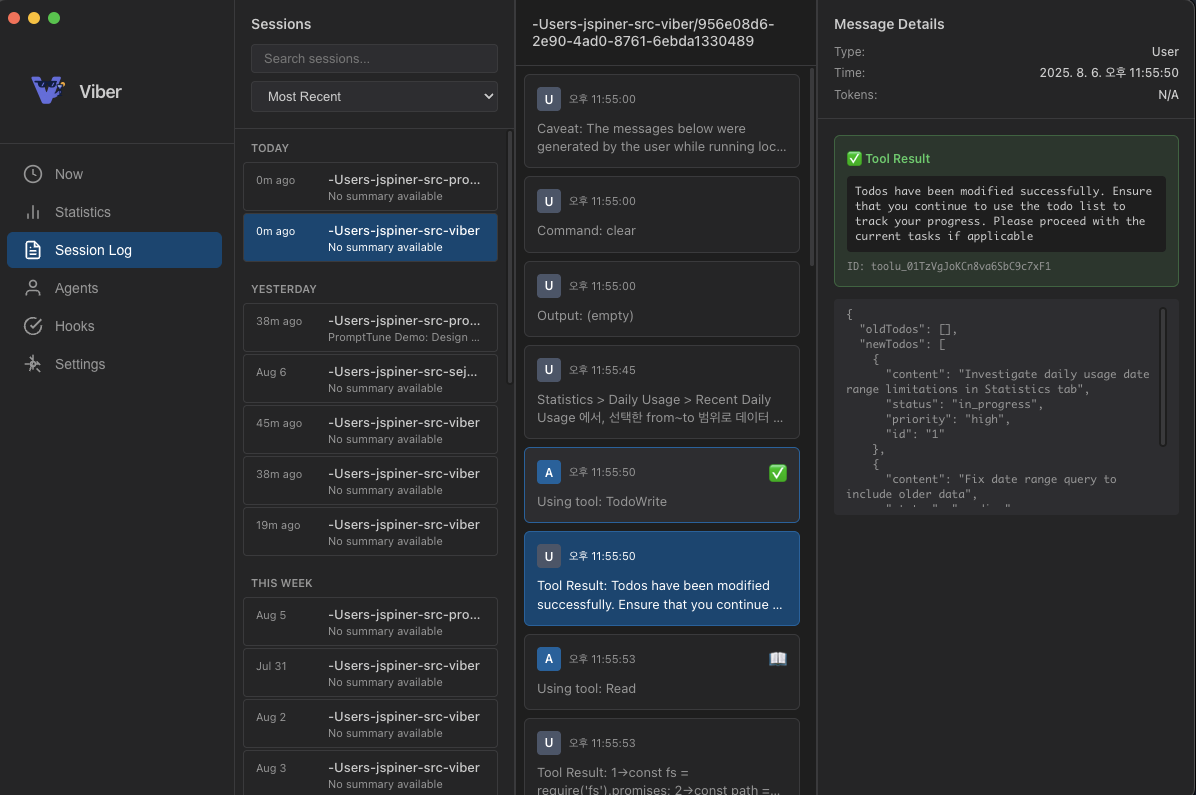 Viber
Now
Statistics
Session Log
Agents
Hooks
Settings
Sessions
Search sessions...
Most Recent
TODAY
0m ago
-Users-jspiner-src-pro...
No summary available
0m ago
-Users-jspiner-src-viber
No summary available
YESTERDAY
38m ago
-Users-jspiner-src-pro...
PromptTune Demo: Design ...
Aug 6
-Users-jspiner-src-sej...
No summary available
45m ago
-Users-jspiner-src-viber
No summary available
38m ago
-Users-jspiner-src-viber
No summary available
19m ago
-Users-jspiner-src-viber
No summary available
THIS WEEK
Aug 5
-Users-jspiner-src-pro...
No summary available
Jul 31
-Users-jspiner-src-viber
No summary available
Aug 2
-Users-jspiner-src-viber
No summary available
Aug 3
-Users-jspiner-src-viber
No summary available
-Users-jspiner-src-viber/956e08d6-
2e90-4ad0-8761-6ebda1330489
U 오후 11:55:00
Caveat: The messages below were
generated by the user while running loc...
U 오후 11:55:00
Command: clear
U 오후 11:55:00
Output: (empty)
U 오후 11:55:45
Statistics > Daily Usage > Recent Daily
Usage 에서, 선택한 from~to 범위로 데이터 ...
A 오후 11:55:50
Using tool: TodoWrite
U 오후 11:55:50
Tool Result: Todos have been modified
successfully. Ensure that you continue ...
A 오후 11:55:53
Using tool: Read
U 오후 11:55:53
Tool Result: 1→const fs =
require('fs').promises; 2→const path =...
Message Details
Type: User
Time: 2025. 8. 6. 오후 11:55:50
Tokens: N/A
Tool Result
Todos have been modified successfully. Ensure
that you continue to use the todo list to
track your progress. Please proceed with the
current tasks if applicable
ID: toolu_01TzVgJoKCn8va6SbC9c7xF1
{
"oldTodos": [],
"newTodos": [
{
"content": "Investigate daily usage date
range limitations in Statistics tab",
"status": "in_progress",
"priority": "high",
"id": "1"
},
{
"content": "Fix date range query to
include older data",